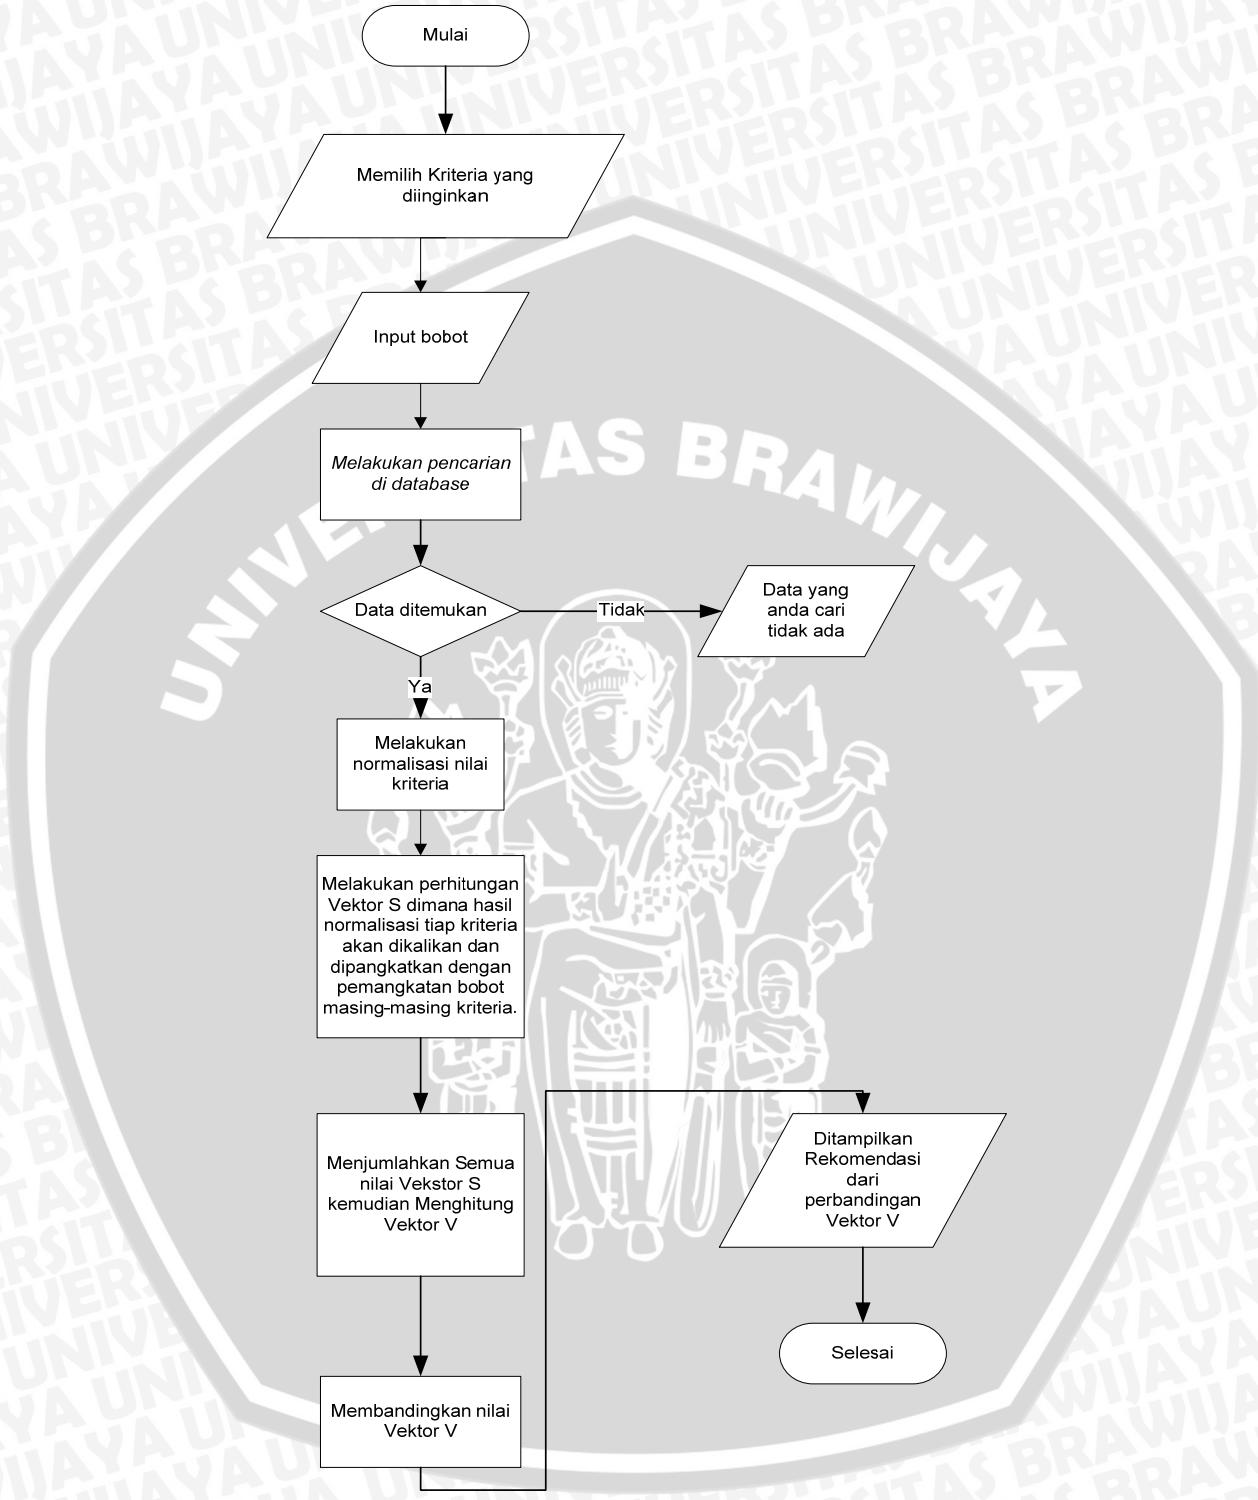 Mulai
Memilih Kriteria yang
diinginkan
Input bobot
Melakukan pencarian
di database
Data ditemukan
Tidak
Data yang
anda cari
tidak ada
Ya
Melakukan
normalisasi nilai
kriteria
Melakukan perhitungan
Vektor S dimana hasil
normalisasi tiap kriteria
akan dikalikan dan
dipangkatkan dengan
pemangkatan bobot
masing-masing kriteria.
Menjumlahkan Semua
nilai Vekstor S
kemudian Menghitung
Vektor V
Membandingkan nilai
Vektor V
Ditampilkan
Rekomendasi
dari
perbandingan
Vektor V
Selesai
UNIVERSITAS BRAWIJAYA